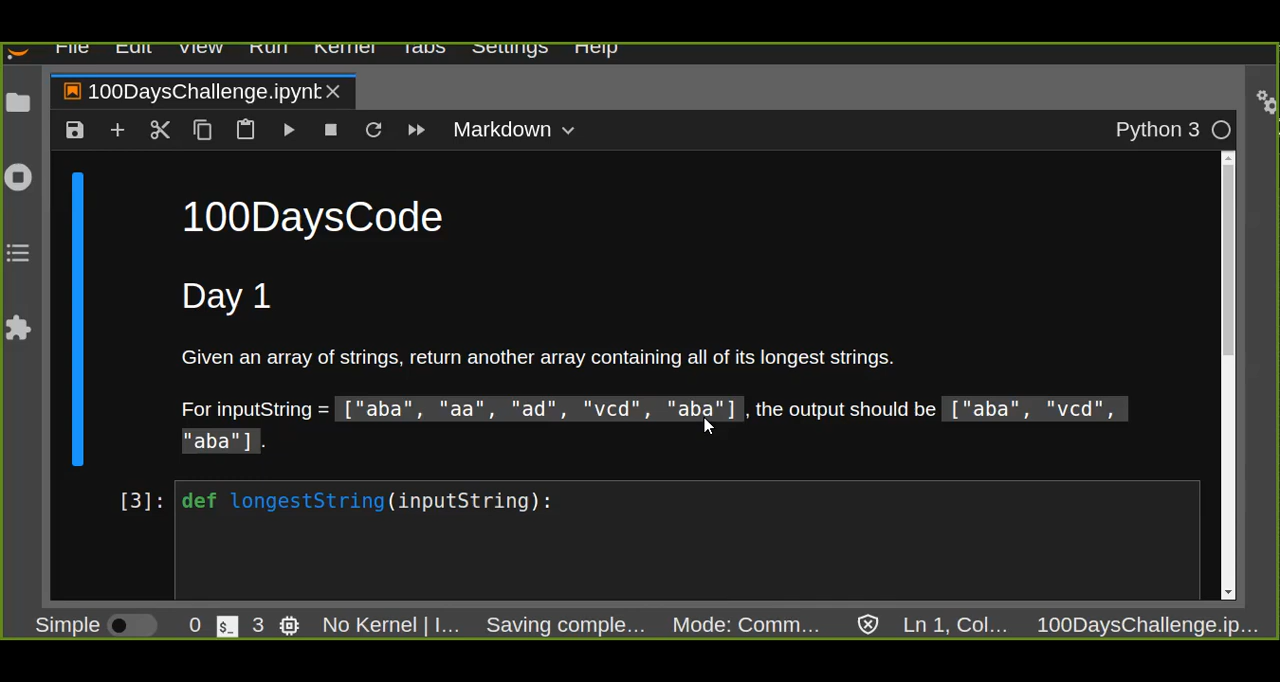 File Edit View Run Kernel Tabs Settings Help
100DaysChallenge.ipynb
Markdown Python 3
100DaysCode
Day 1
Given an array of strings, return another array containing all of its longest strings.
For inputString = ["aba", "aa", "ad", "vcd", "aba"], the output should be ["aba", "vcd",
"aba"].
[3]: def longestString(inputString):
Simple 0 $_ 3 No Kernel | I... Saving comple... Mode: Comm... Ln 1, Col... 100DaysChallenge.ip...